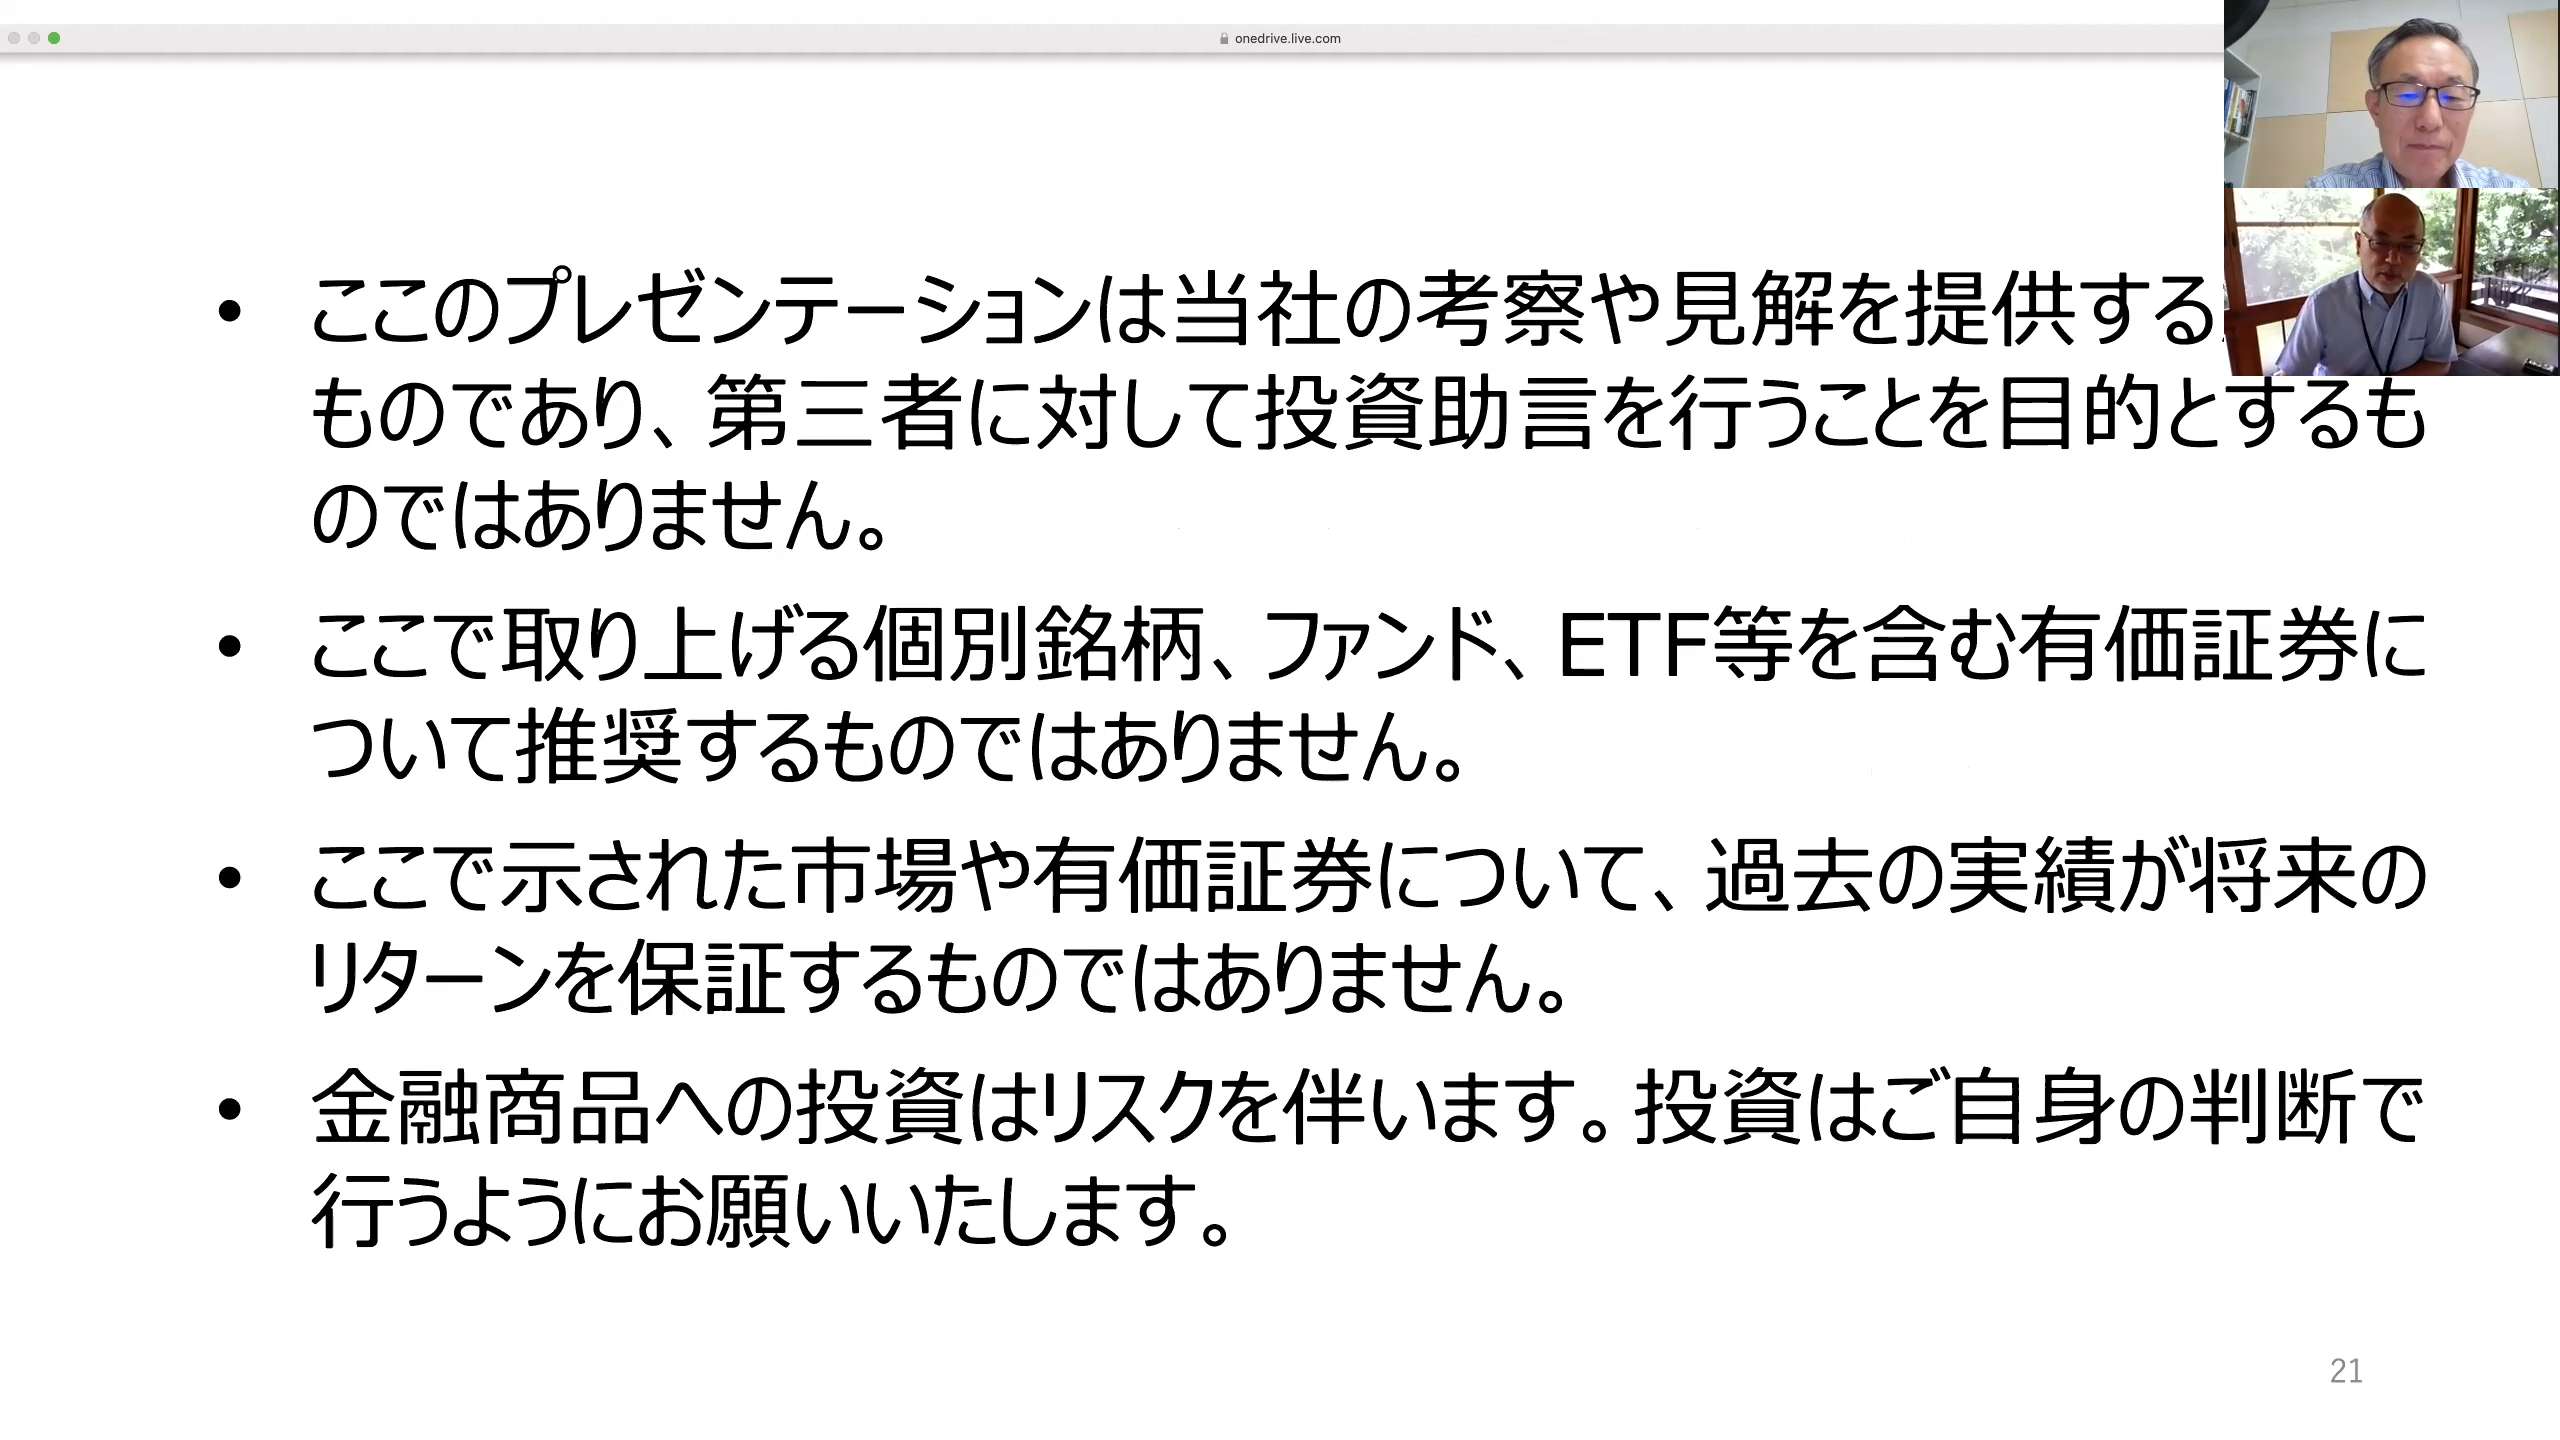 onedrive.live.com
• ここのプレゼンテーションは当社の考察や見解を提供する
ものであり、第三者に対して投資助言を行うことを目的とするも
のではありません。
• ここで取り上げる個別銘柄、ファンド、ETF等を含む有価証券に
ついて推奨するものではありません。
• ここで示された市場や有価証券について、過去の実績が将来の
リターンを保証するものではありません。
• 金融商品への投資はリスクを伴います。投資はご自身の判断で
行うようにお願いいたします。
21